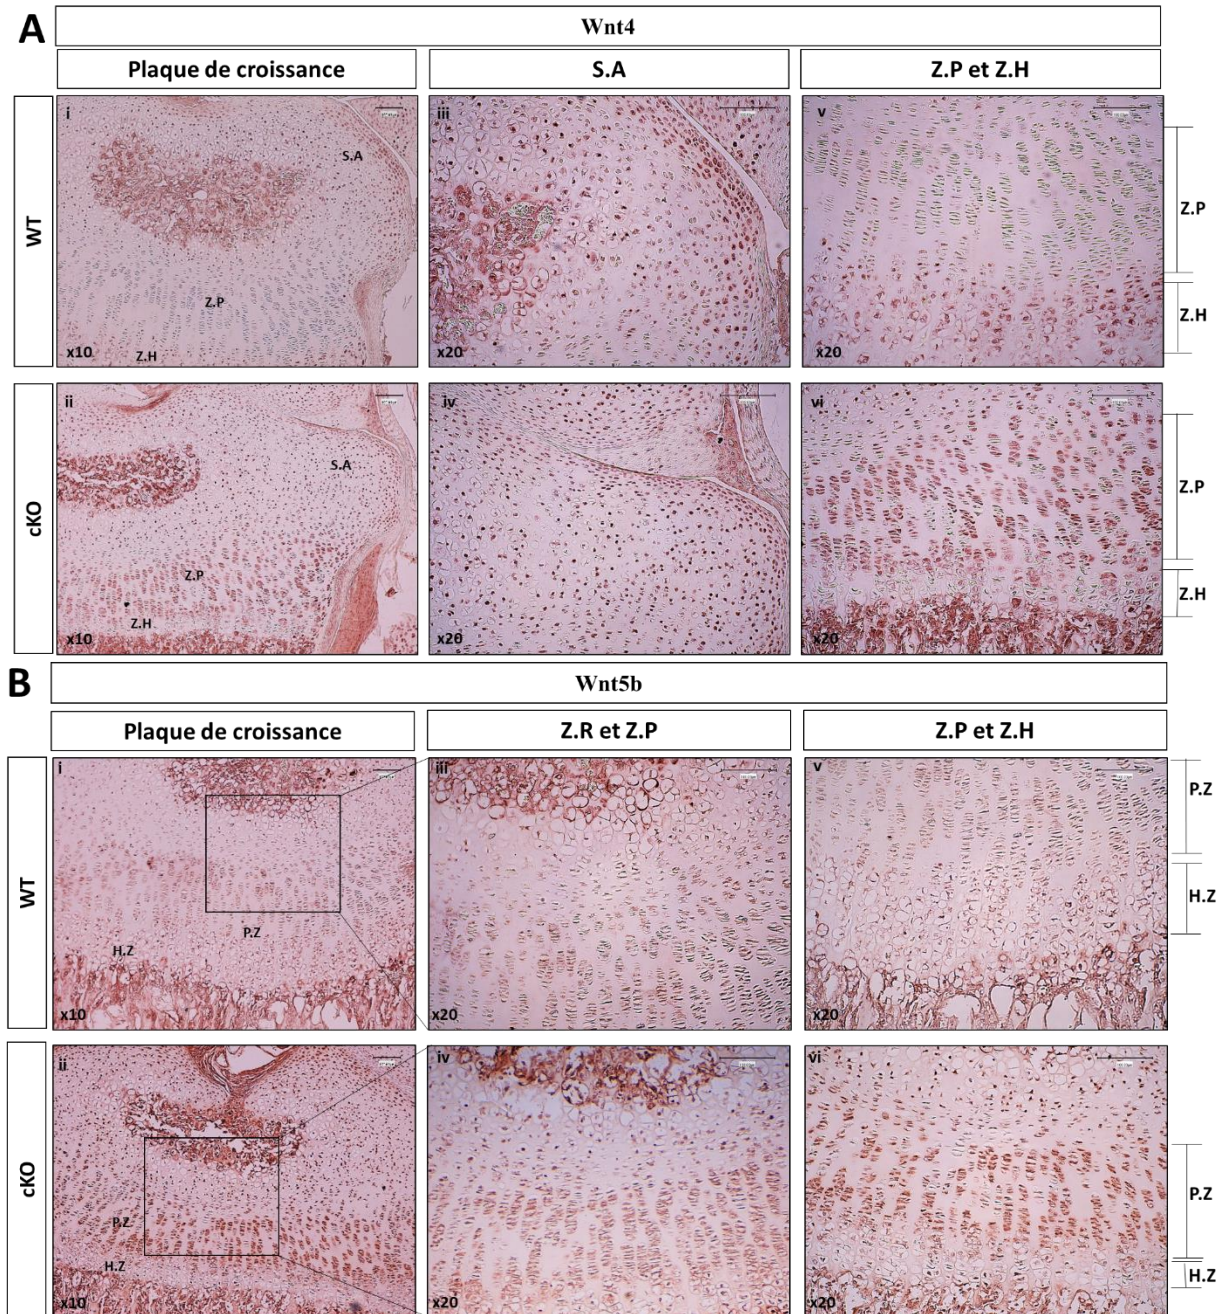 A
Wnt4
Plaque de croissance
S.A
Z.P et Z.H
WT
i
S.A
Z.P
Z.H
x10
iii
x20
v
x20
Z.P
Z.H
cKO
ii
S.A
Z.P
Z.H
x10
iv
x20
vi
x20
Z.P
Z.H
B
Wnt5b
Plaque de croissance
Z.R et Z.P
Z.P et Z.H
WT
i
P.Z
H.Z
x10
iii
x20
v
x20
P.Z
H.Z
cKO
ii
P.Z
H.Z
x10
iv
x20
vi
x20
P.Z
H.Z